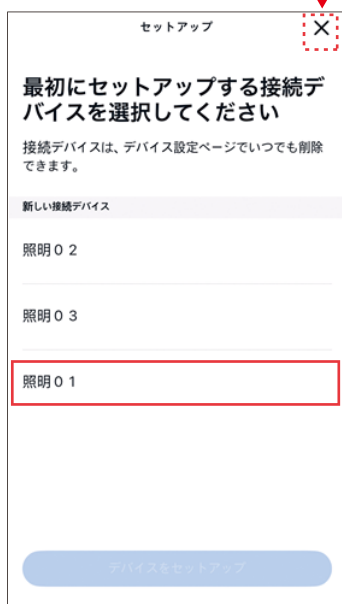 セットアップ
最初にセットアップする接続デ
バイスを選択してください
接続デバイスは、デバイス設定ページでいつでも削除
できます。
新しい接続デバイス
照明０２
照明０３
照明０１
デバイスをセットアップ